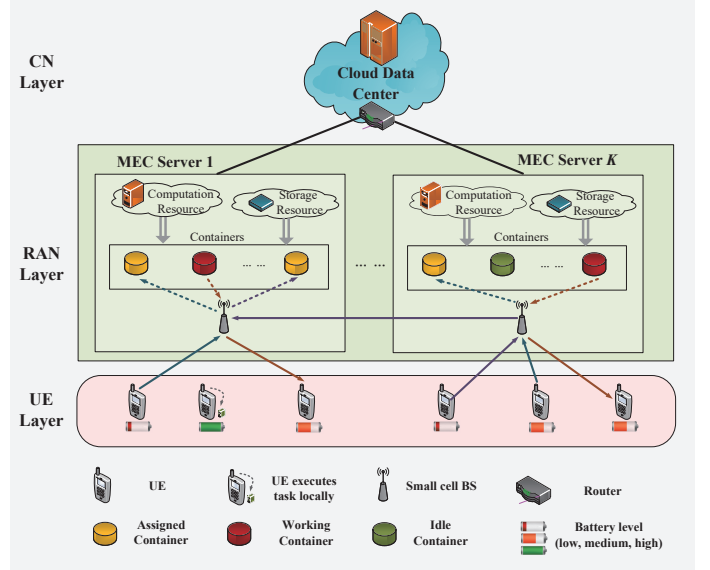 CN
Layer
Cloud Data
Center
MEC Server 1
MEC Server K
Computation
Resource
Storage
Resource
Computation
Resource
Storage
Resource
Containers
Containers
... ...
... ...
... ...
RAN
Layer
UE
Layer
UE
UE executes
task locally
Small cell BS
Router
Assigned
Container
Working
Container
Idle
Container
Battery level
(low, medium, high)